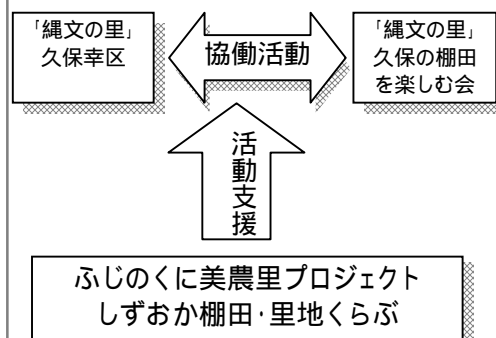 「縄文の里」
久保幸区
協働活動
「縄文の里」
久保の棚田
を楽しむ会
活動支援
ふじのくに美農里プロジェクト
しずおか棚田・里地くらぶ